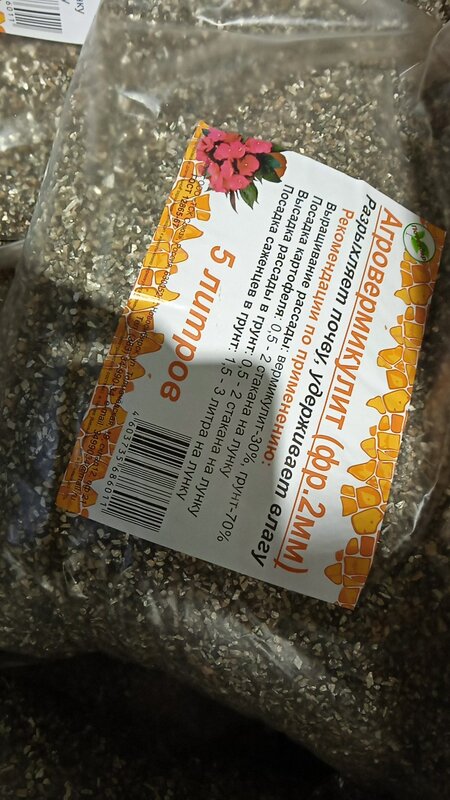 Агровермикулит (фр.2мм)
Разрыхляет почву, удерживает влагу
Рекомендации по применению:
Выращивание рассады: вермикулит-30%, грунт-70%
Посадка картофеля: 0,5 - 2 стакана на лунку
Высадка рассады в грунт: 0,5 - 2 стакана на лунку
Посадка саженцев в грунт: 1,5 - 3 литра на лунку
5 литров
4603735686011